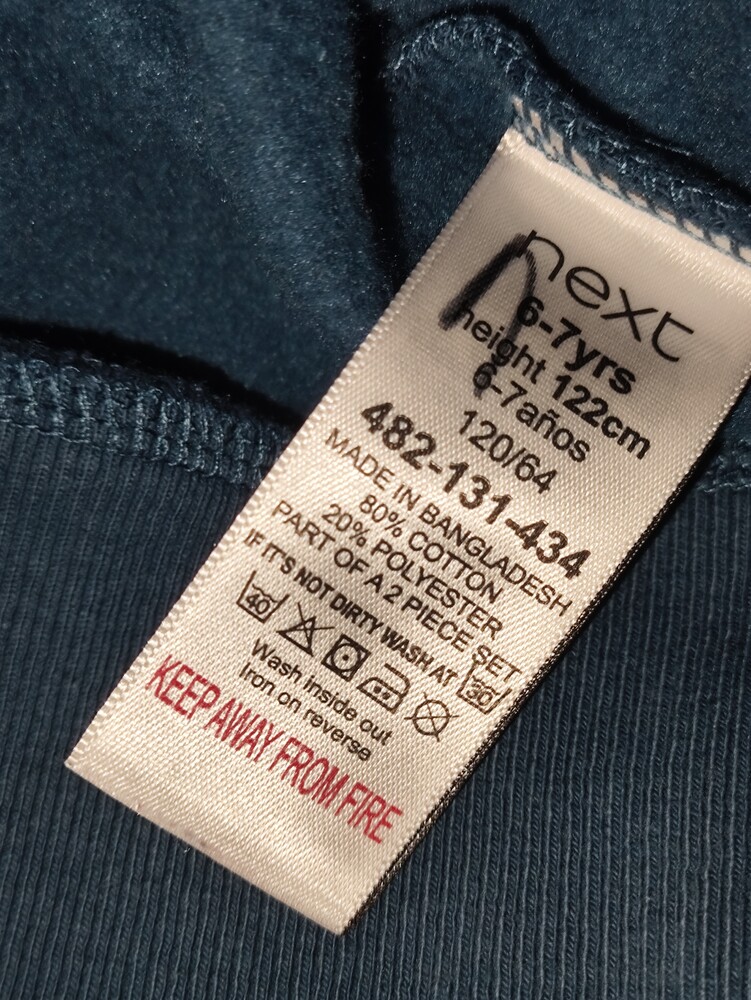 next
6-7yrs
height 122cm
6-7años
120/64
482-131-434
MADE IN BANGLADESH
80% COTTON
20% POLYESTER
PART OF A 2 PIECE SET
IF IT'S NOT DIRTY WASH AT 30
40
Wash inside out
Iron on reverse
KEEP AWAY FROM FIRE